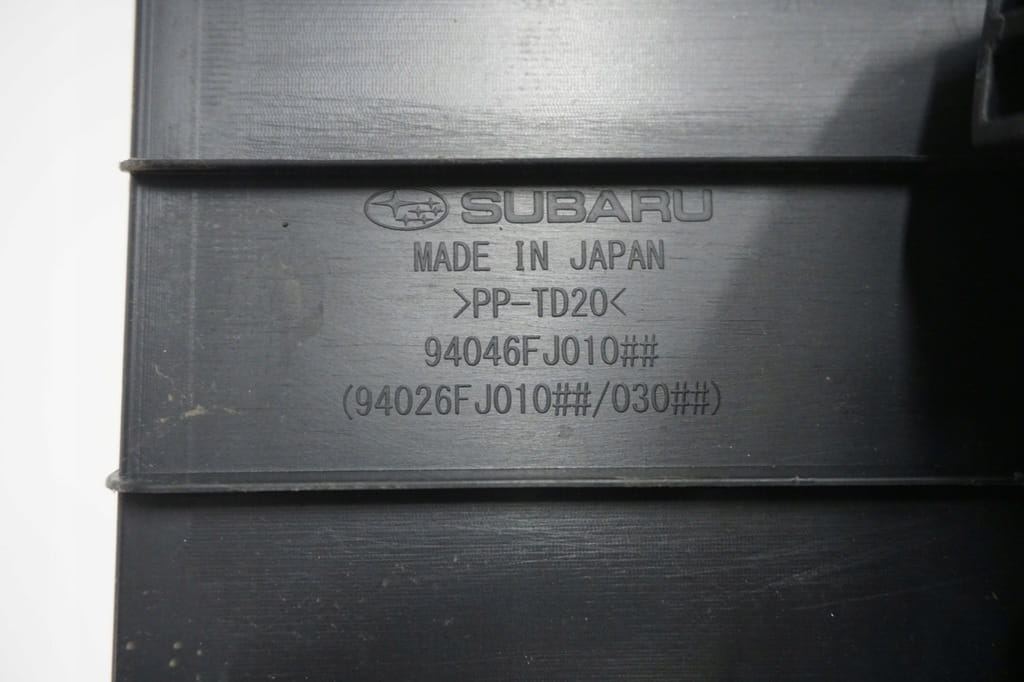 SUBARU
MADE IN JAPAN
>PP-TD20<
94046FJ010##
(94026FJ010##/030##)